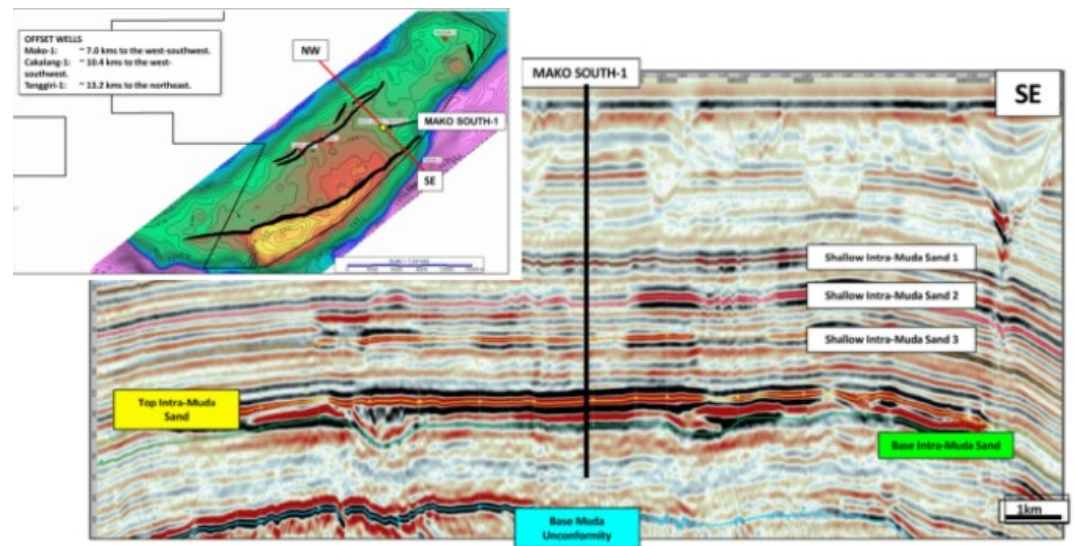 OFFSET WELLS
Mako-1: ~ 7.0 kms to the west-southwest.
Cakalang-1: ~ 10.4 kms to the west-
southwest.
Tenggiri-1: ~ 13.2 kms to the northeast.
NW
MAKO SOUTH-1
SE
MAKO SOUTH-1
SE
Shallow Intra-Muda Sand 1
Shallow Intra-Muda Sand 2
Shallow Intra-Muda Sand 3
Top Intra-Muda
Sand
Base Intra-Muda Sand
Base Muda
Unconformity
1km